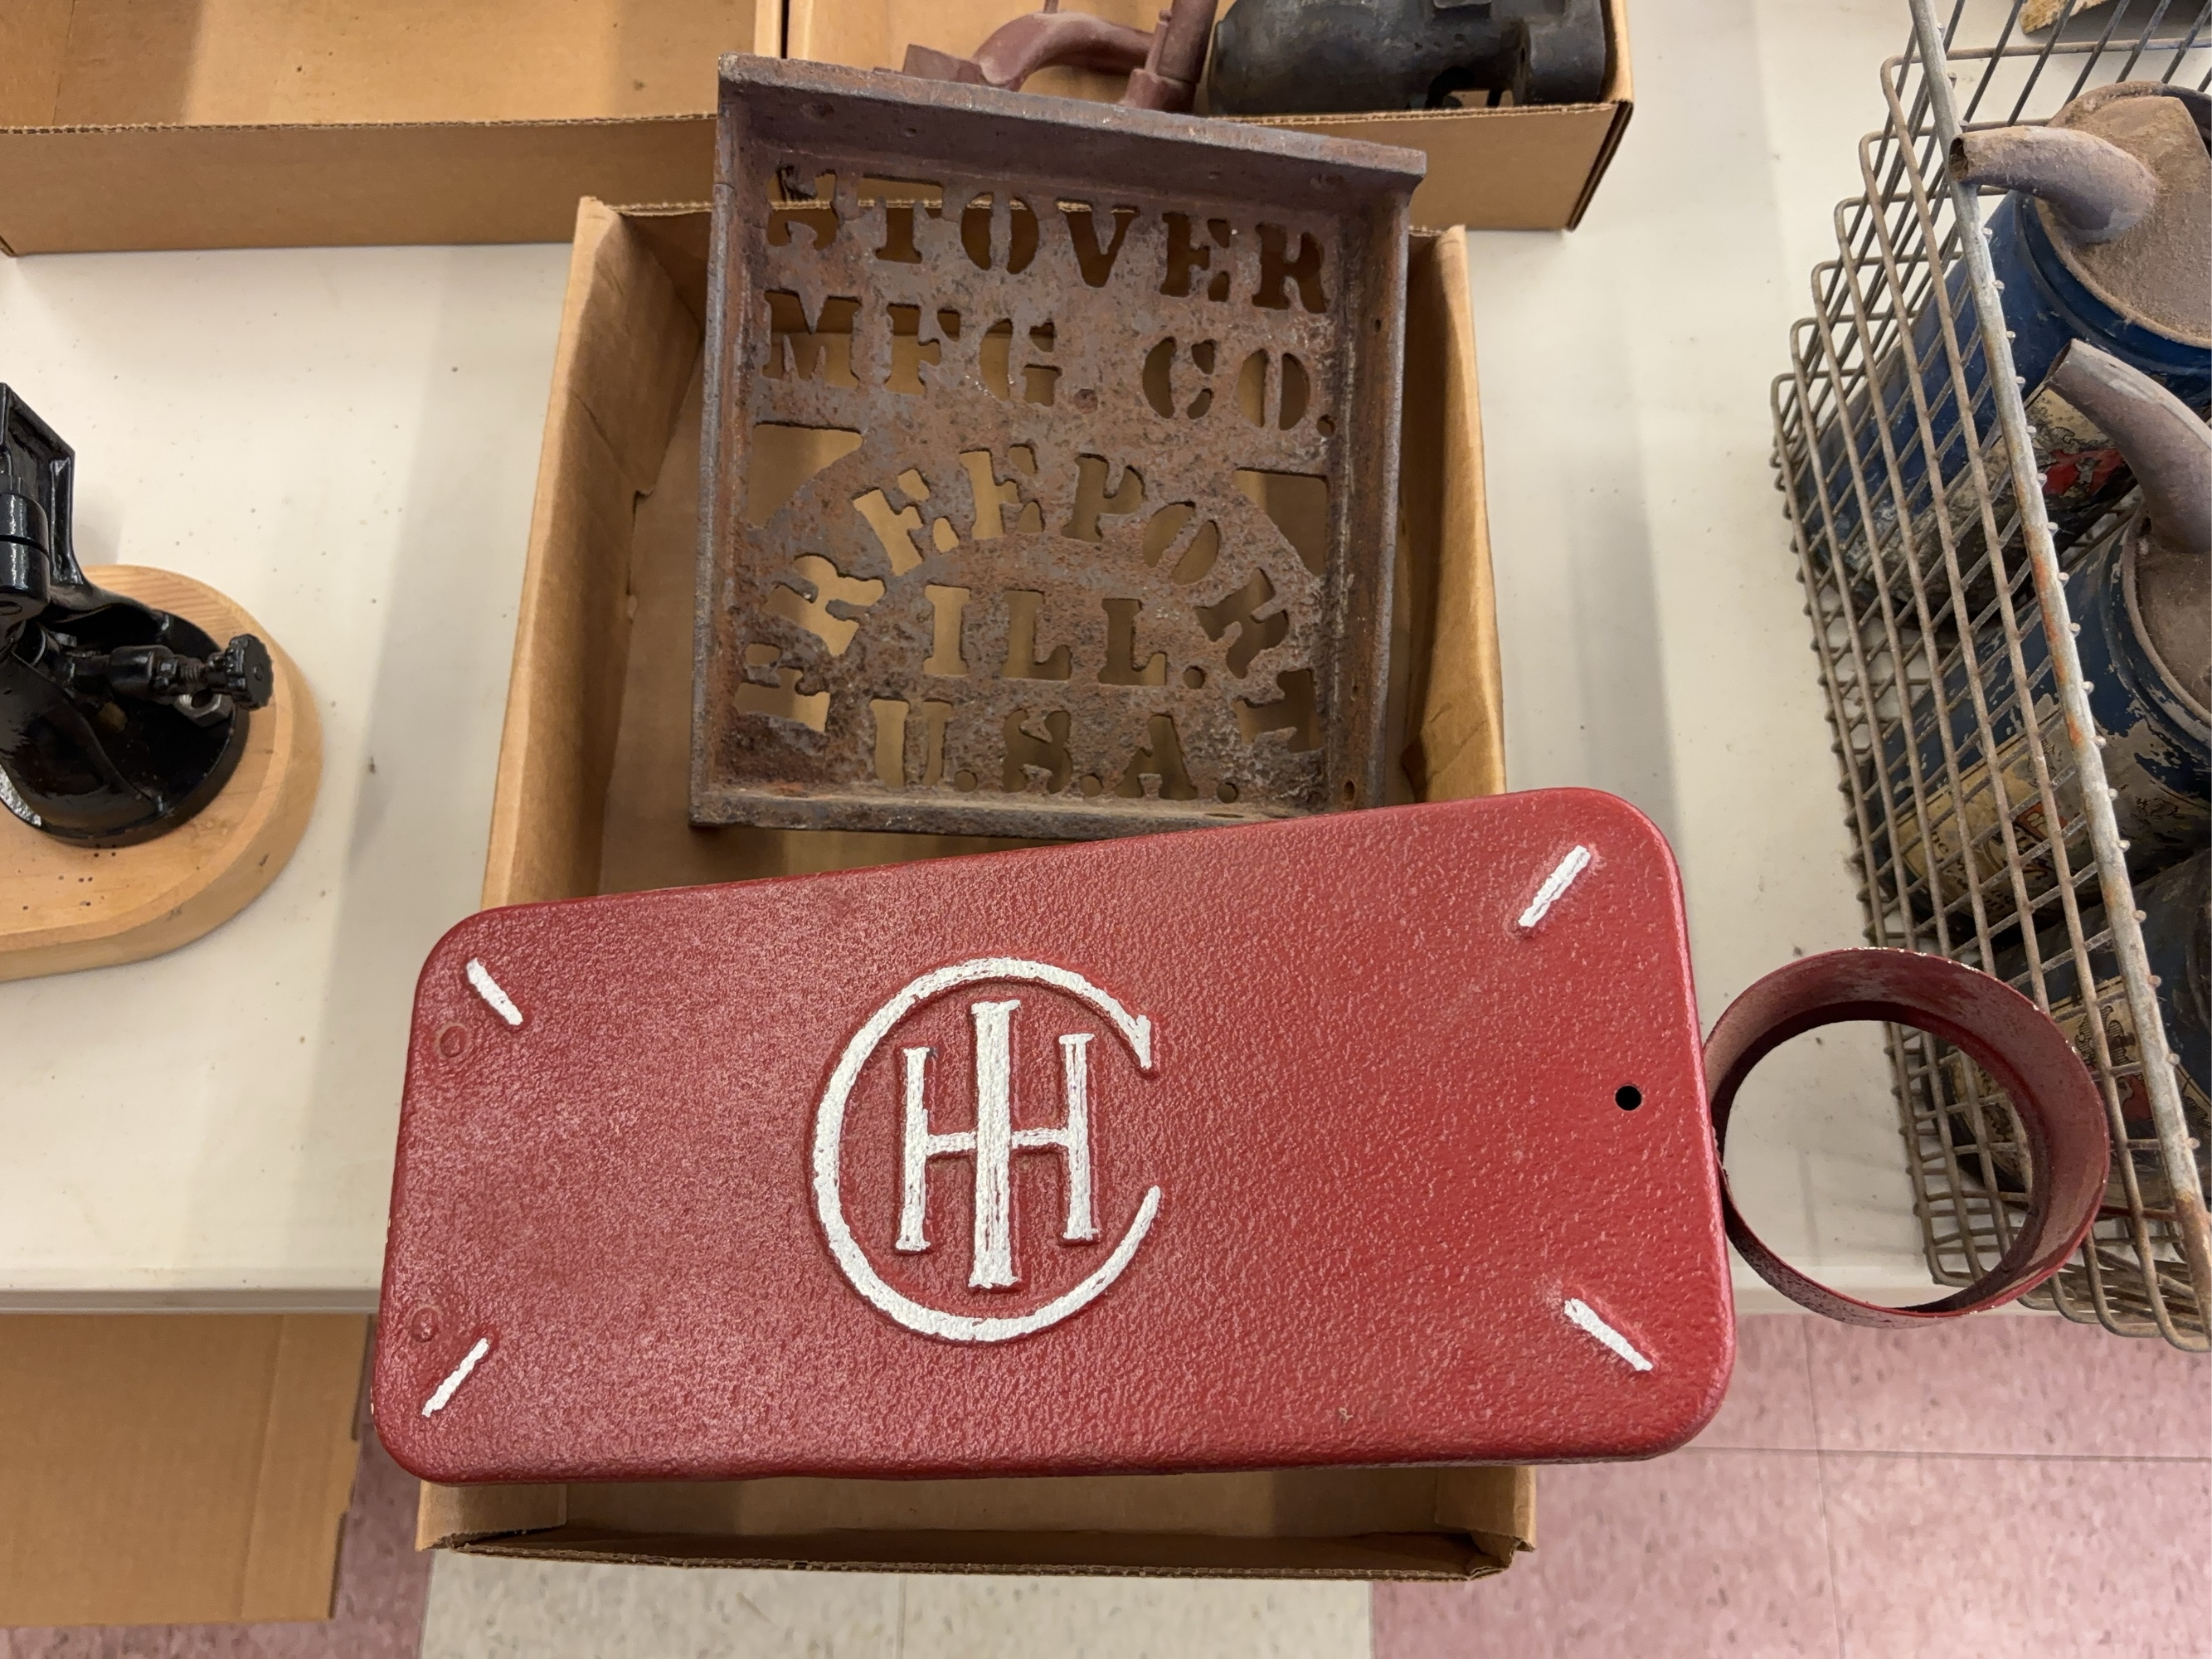 STOVER
MFG. CO.
FREEPORT
ILL.
U.S.A.
IHC